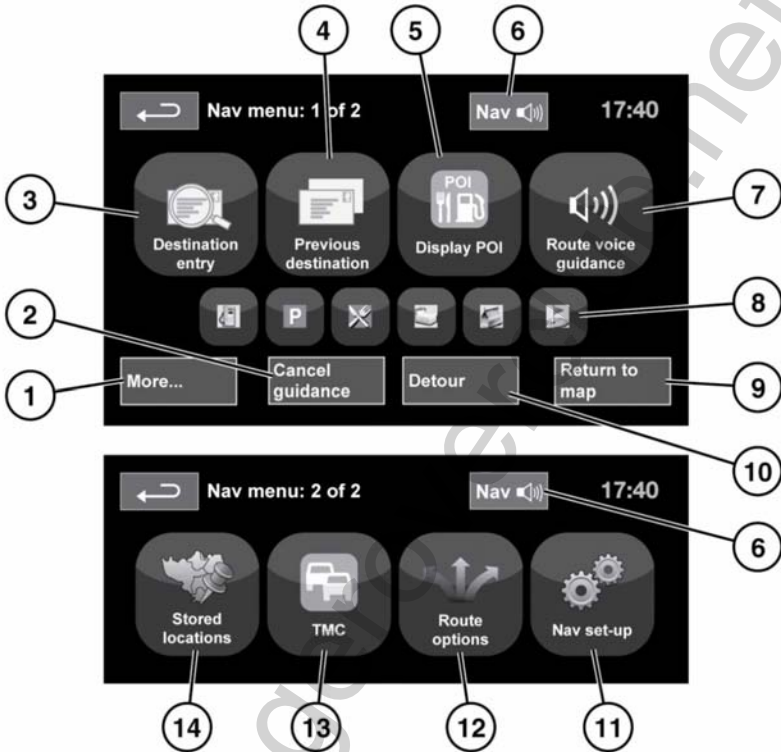 4 5 6
Nav menu: 1 of 2 Nav 17:40
3 7
POI
Destination entry
Previous destination
Display POI
Route voice guidance
2 8
P
More...
Cancel guidance
Detour
Return to map
1 9
10
Nav menu: 2 of 2 Nav 17:40
6
Stored locations
TMC
Route options
Nav set-up
14 13 12 11